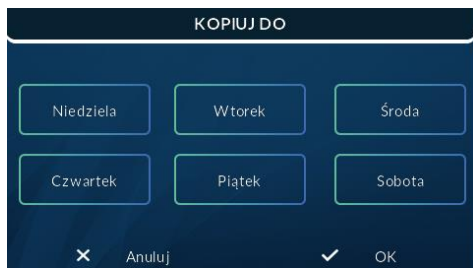 KOPIUJ DO
Niedziela Wtorek Środa
Czwartek Piątek Sobota
Anuluj OK